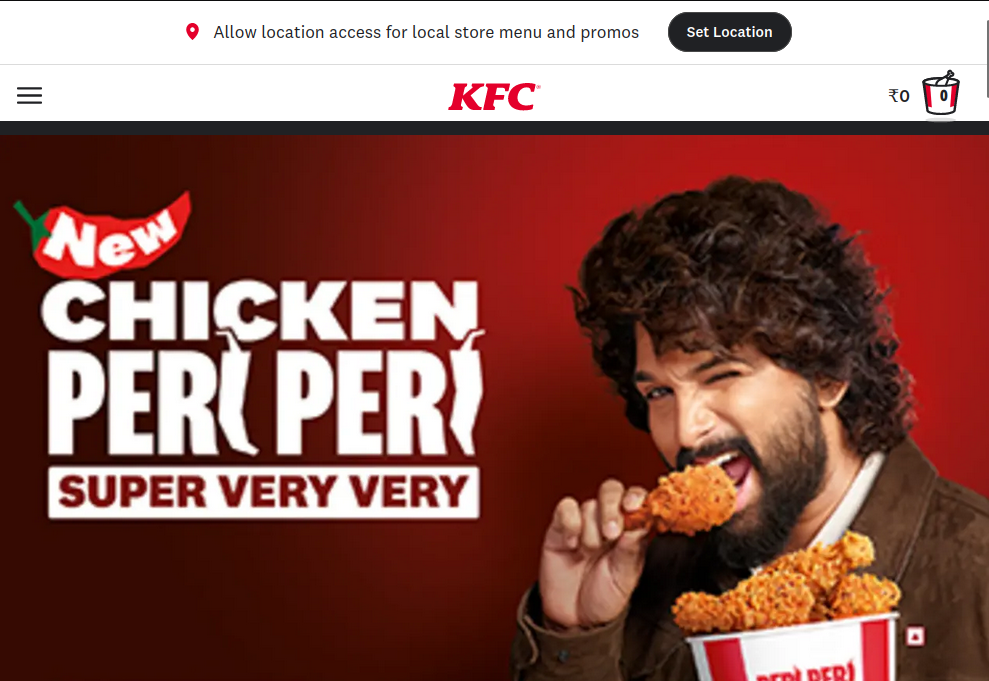 Allow location access for local store menu and promos
Set Location
KFC
₹0
0
New
CHICKEN
PERI PERI
SUPER VERY VERY
PERI PERI